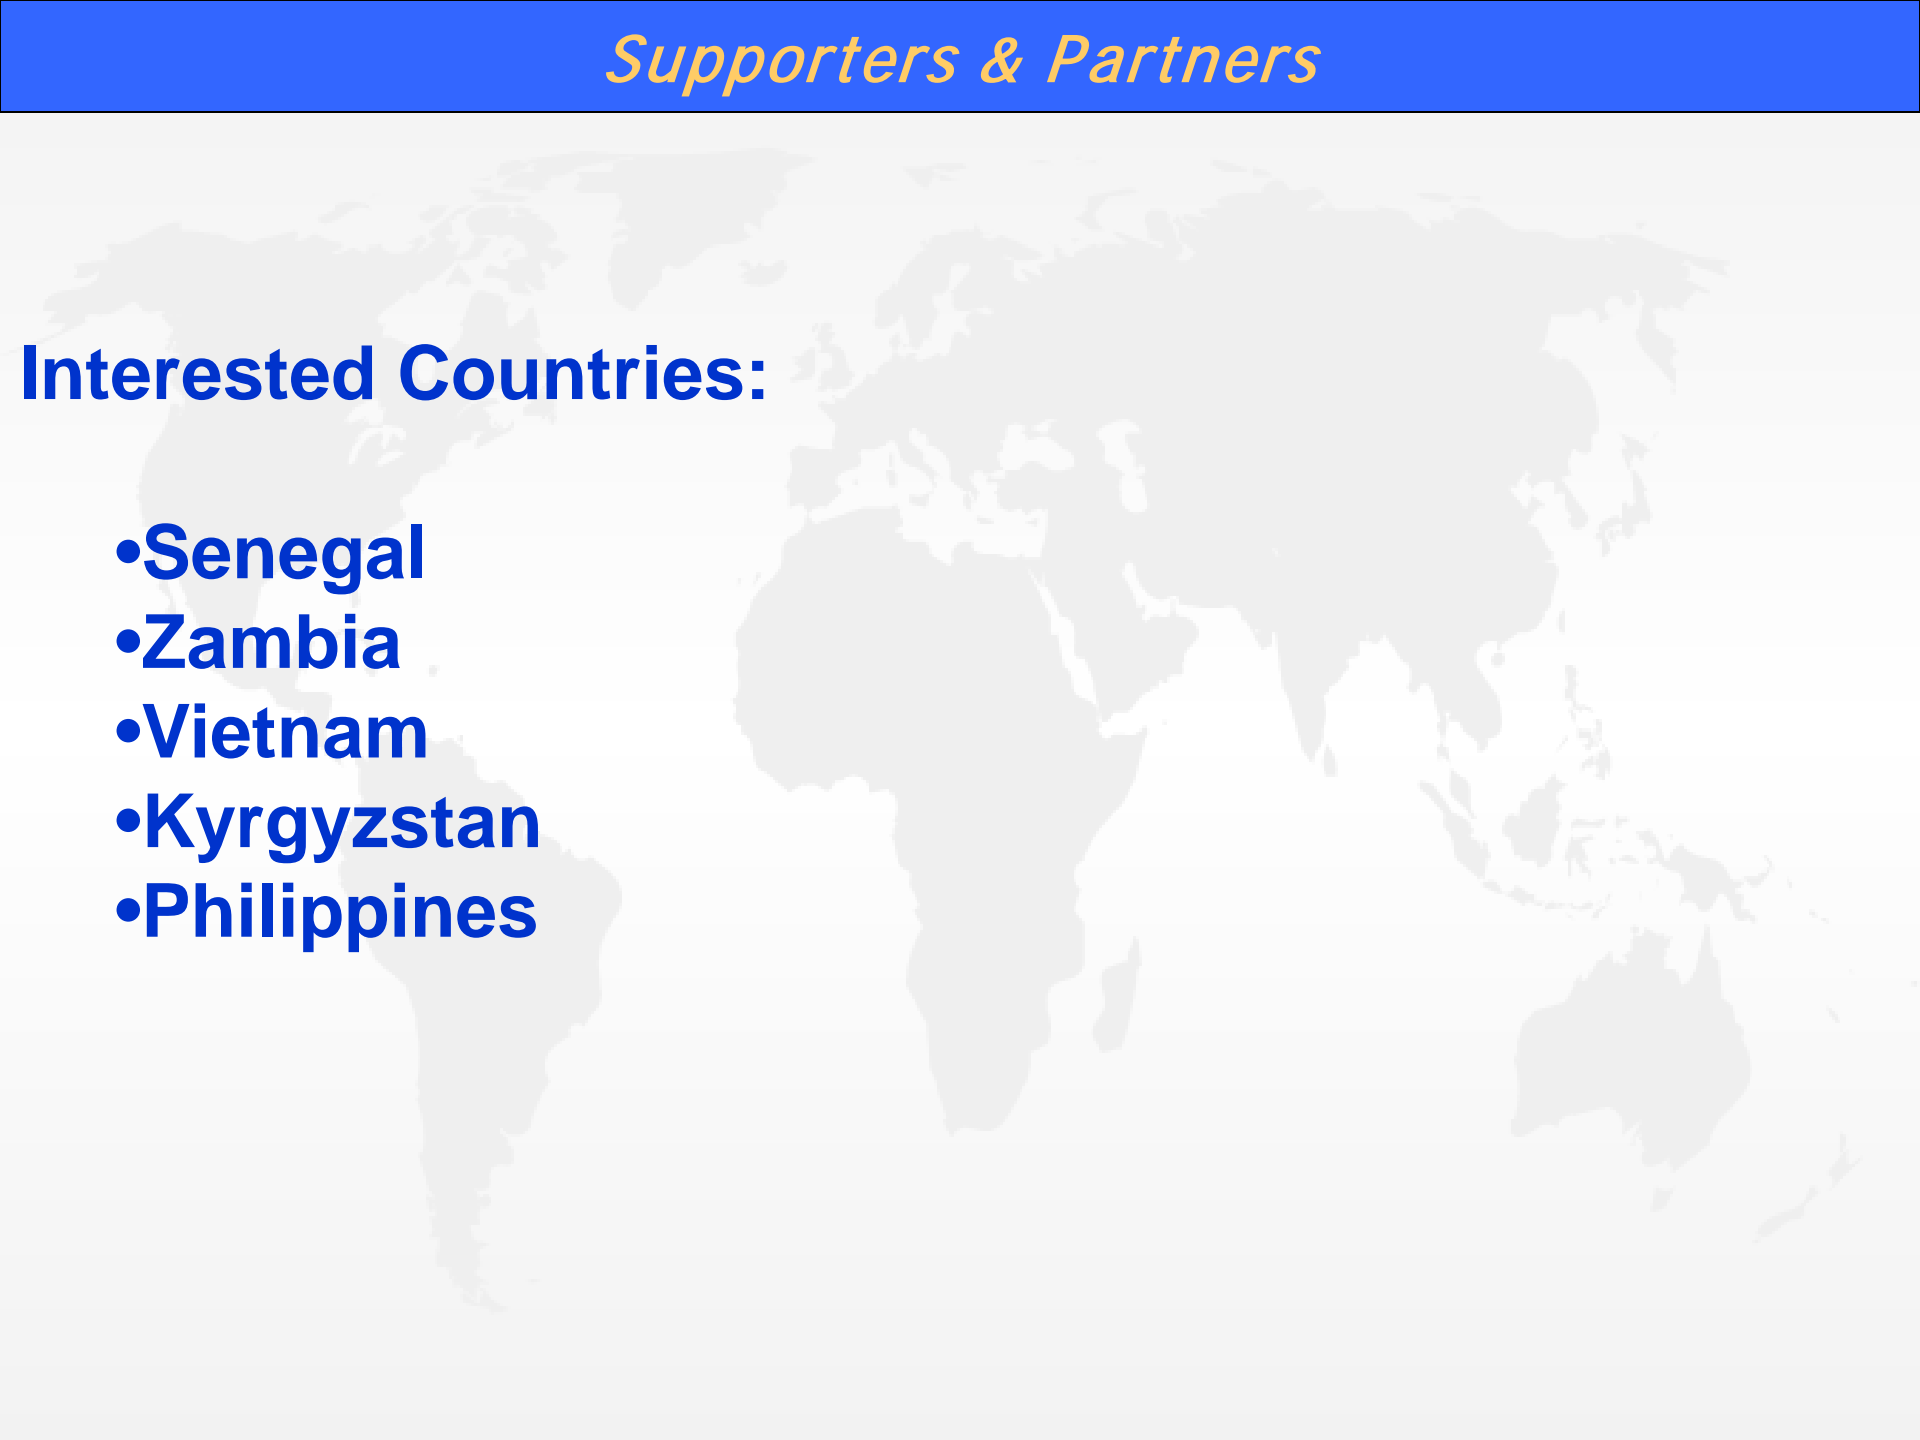 Supporters & Partners
Interested Countries:
•Senegal
•Zambia
•Vietnam
•Kyrgyzstan
•Philippines